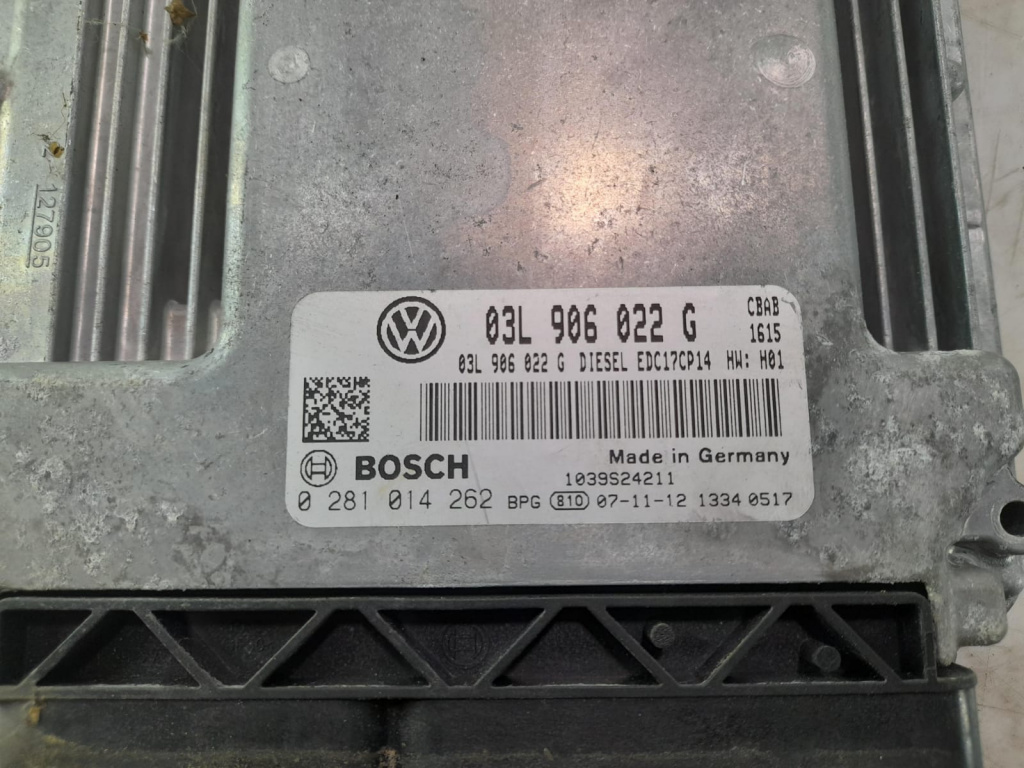 127905
03L 906 022 G
CBAB
1615
03L 906 022 G DIESEL EDC17CP14 HW: H01
Made in Germany
BOSCH
1039S24211
0 281 014 262 BPG 810 07-11-12 1334 0517